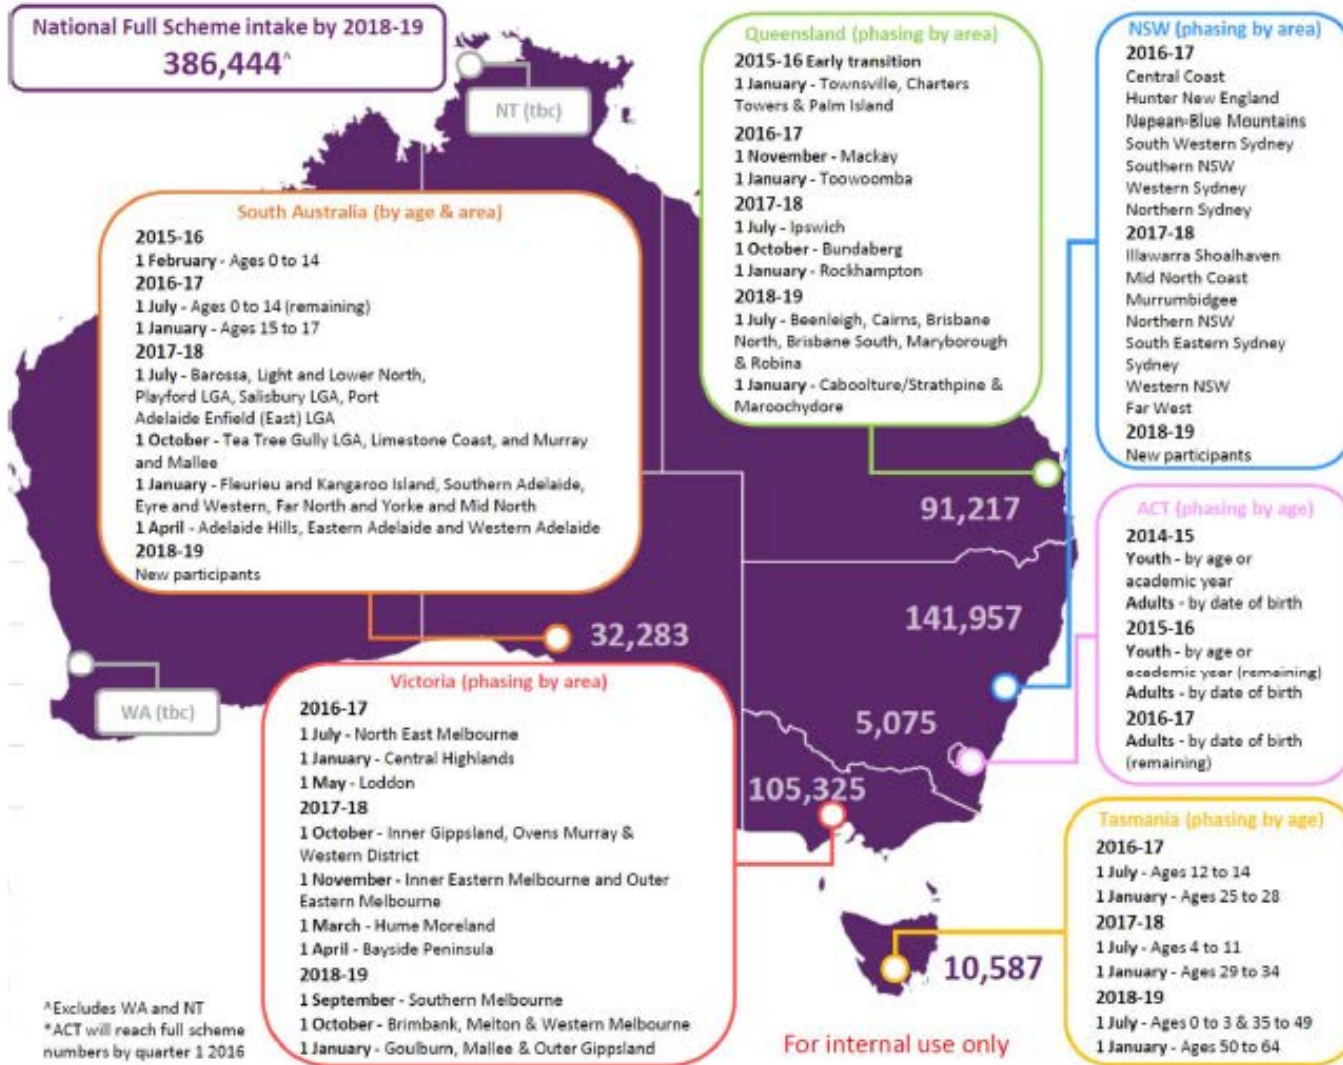 National Full Scheme intake by 2018-19
386,444^
NT (tbc)
South Australia (by age & area)
2015-16
1 February - Ages 0 to 14
2016-17
1 July - Ages 0 to 14 (remaining)
1 January - Ages 15 to 17
2017-18
1 July - Barossa, Light and Lower North,
Playford LGA, Salisbury LGA, Port
Adelaide Enfield (East) LGA
1 October - Tea Tree Gully LGA, Limestone Coast, and Murray
and Mallee
1 January - Fleurieu and Kangaroo Island, Southern Adelaide,
Eyre and Western, Far North and Yorke and Mid North
1 April - Adelaide Hills, Eastern Adelaide and Western Adelaide
2018-19
New participants
32,283
WA (tbc)
Queensland (phasing by area)
2015-16 Early transition
1 January - Townsville, Charters
Towers & Palm Island
2016-17
1 November - Mackay
1 January - Toowoomba
2017-18
1 July - Ipswich
1 October - Bundaberg
1 January - Rockhampton
2018-19
1 July - Beenleigh, Cairns, Brisbane
North, Brisbane South, Maryborough
& Robina
1 January - Caboolture/Strathpine &
Maroochydore
91,217
NSW (phasing by area)
2016-17
Central Coast
Hunter New England
Nepean-Blue Mountains
South Western Sydney
Southern NSW
Western Sydney
Northern Sydney
2017-18
Illawarra Shoalhaven
Mid North Coast
Murrumbidgee
Northern NSW
South Eastern Sydney
Sydney
Western NSW
Far West
2018-19
New participants
141,957
ACT (phasing by age)
2014-15
Youth - by age or
academic year
Adults - by date of birth
2015-16
Youth - by age or
academic year (remaining)
Adults - by date of birth
2016-17
Adults - by date of birth
(remaining)
5,075
Victoria (phasing by area)
2016-17
1 July - North East Melbourne
1 January - Central Highlands
1 May - Loddon
2017-18
1 October - Inner Gippsland, Ovens Murray &
Western District
1 November - Inner Eastern Melbourne and Outer
Eastern Melbourne
1 March - Hume Moreland
1 April - Bayside Peninsula
2018-19
1 September - Southern Melbourne
1 October - Brimbank, Melton & Western Melbourne
1 January - Goulburn, Mallee & Outer Gippsland
105,325
Tasmania (phasing by age)
2016-17
1 July - Ages 12 to 14
1 January - Ages 25 to 28
2017-18
1 July - Ages 4 to 11
1 January - Ages 29 to 34
2018-19
1 July - Ages 0 to 3 & 35 to 49
1 January - Ages 50 to 64
10,587
^Excludes WA and NT
*ACT will reach full scheme
numbers by quarter 1 2016
For internal use only